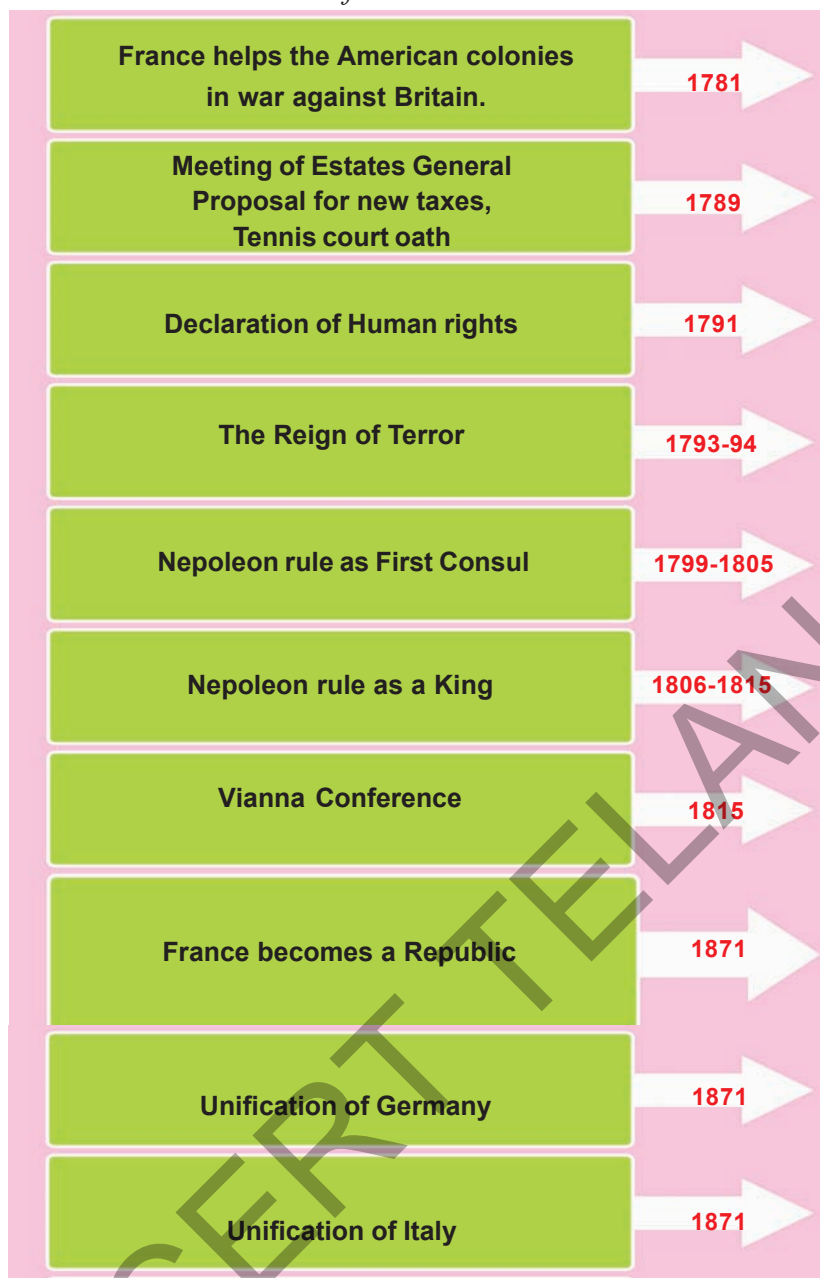 France helps the American colonies
in war against Britain.
1781
Meeting of Estates General
Proposal for new taxes,
Tennis court oath
1789
Declaration of Human rights
1791
The Reign of Terror
1793-94
Nepoleon rule as First Consul
1799-1805
Nepoleon rule as a King
1806-1815
Vianna Conference
1815
France becomes a Republic
1871
Unification of Germany
1871
Unification of Italy
1871